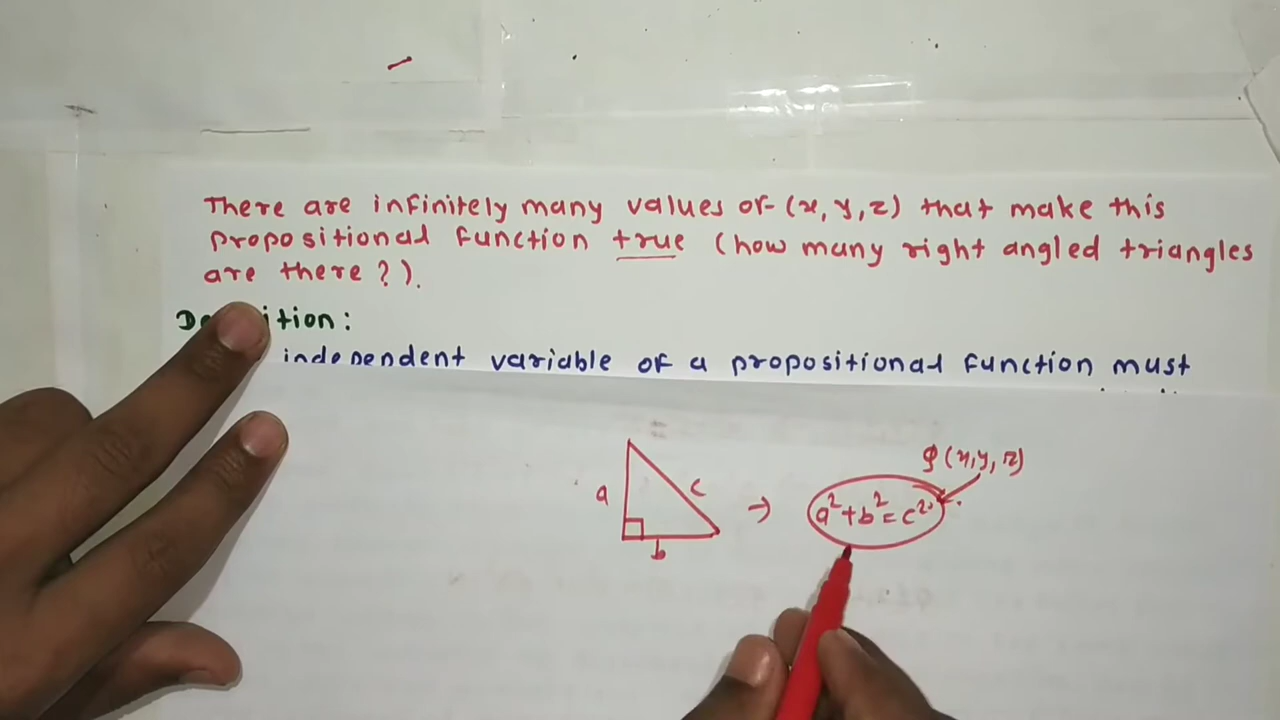 There are infinitely many values of (x, y, z) that make this
propositional function true (how many right angled triangles
are there?).
independent variable of a propositional function must
a
c
b
→ a²+b²=c²
(x,y,z)